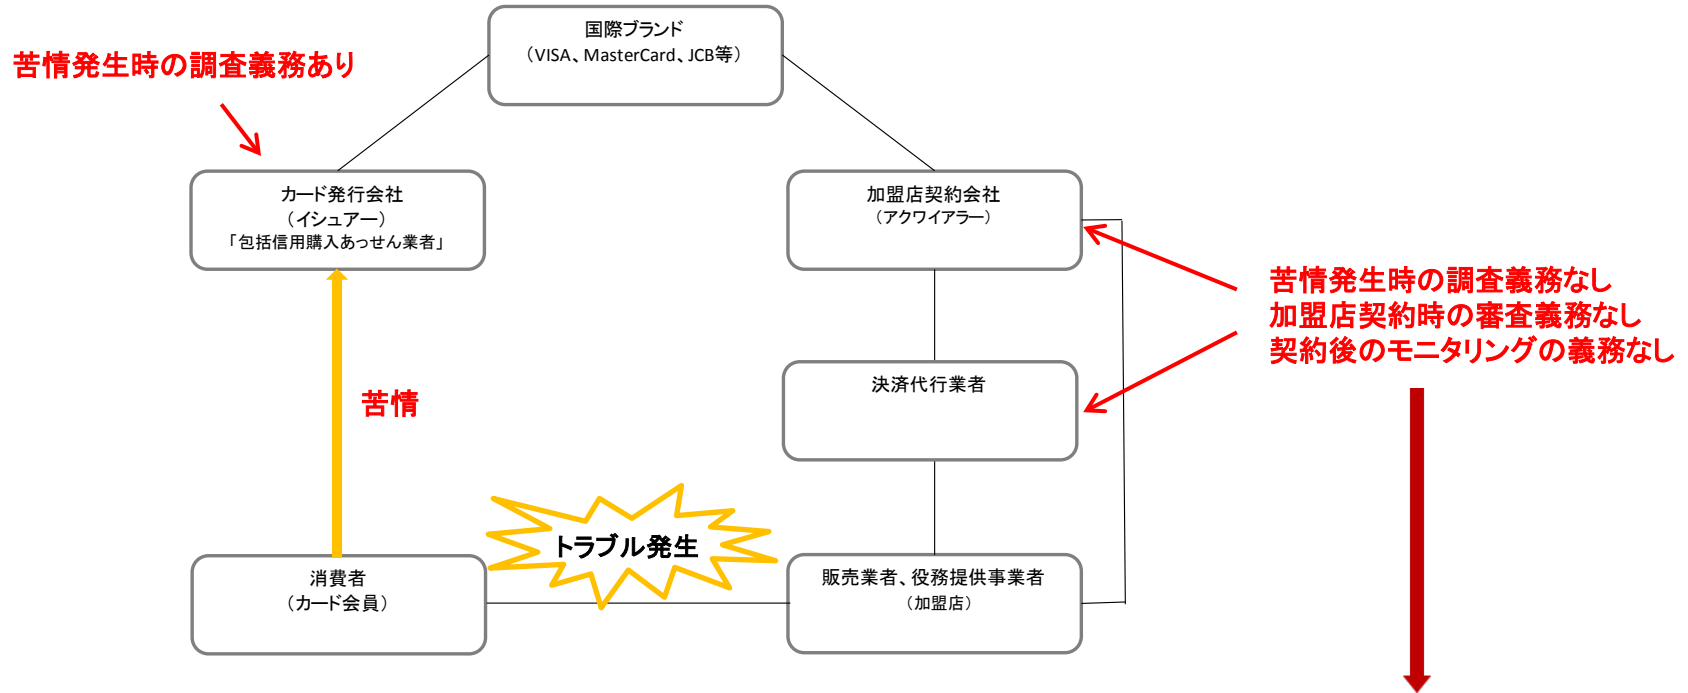 国際ブランド
（VISA、MasterCard、JCB等）
苦情発生時の調査義務あり
カード発行会社
（イシュアー）
「包括信用購入あっせん業者」
加盟店契約会社
（アクワイアラー）
苦情発生時の調査義務なし
加盟店契約時の審査義務なし
契約後のモニタリングの義務なし
決済代行業者
苦情
トラブル発生
消費者
（カード会員）
販売業者、役務提供事業者
（加盟店）